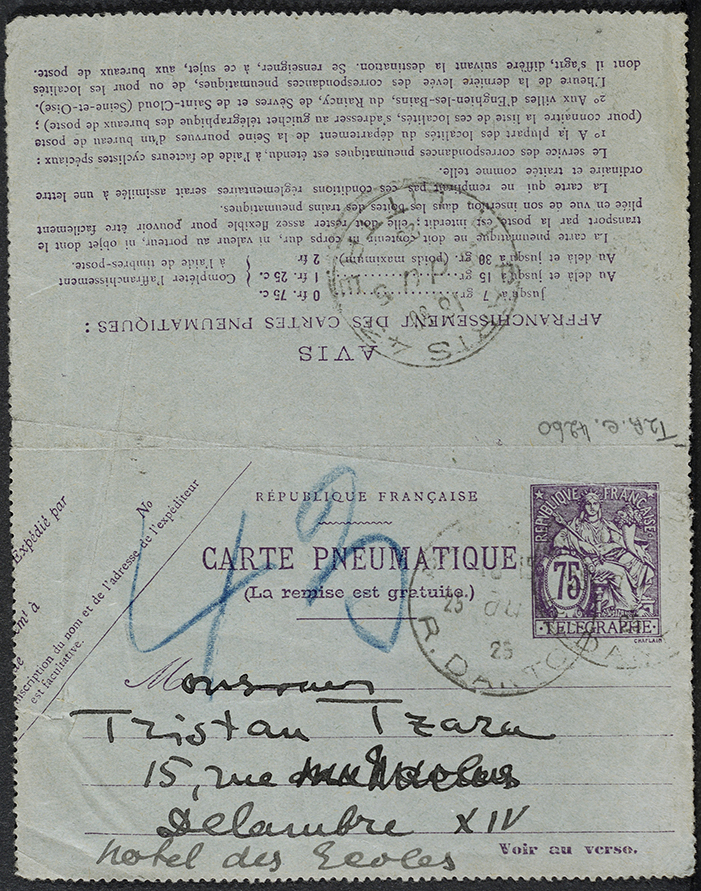 AVIS
AFFRANCHISSEMENT DES CARTES PNEUMATIQUES :
Jusqu'à 7 gr. .......... 0 fr. 75 c.
Au delà et jusqu'à 15 gr. .......... 1 fr. 25 c.
Au delà et jusqu'à 30 gr. (poids maximum). 2 fr
Compléter l'affranchissement
à l'aide de timbres-poste.
La carte pneumatique ne doit contenir ni corps dur, ni valeur au porteur, ni objet dont le
transport par la poste est interdit; elle doit rester assez flexible pour pouvoir être facilement
pliée en vue de son insertion dans les boîtes des trains pneumatiques.
La carte qui ne remplirait pas ces conditions réglementaires serait assimilée à une lettre
ordinaire et traitée comme telle.
Le service des correspondances pneumatiques est étendu, à l'aide de facteurs cyclistes spéciaux :
1° A la plupart des localités du département de la Seine pourvues d'un bureau de poste
(pour connaître la liste de ces localités, s'adresser au guichet télégraphique des bureaux de poste) ;
2° Aux villes d'Enghien-les-Bains, du Raincy, de Sèvres et de Saint-Cloud (Seine-et-Oise).
L'heure de la dernière levée des correspondances pneumatiques, de ou pour les localités
dont il s'agit, diffère suivant la destination. Se renseigner, à ce sujet, aux bureaux de poste.
TZR.C. 4260
Expédié par
No
inscription du nom et de l'adresse de l'expéditeur
est facultative.
43
RÉPUBLIQUE FRANÇAISE
CARTE PNEUMATIQUE
(La remise est gratuite.)
REPUBLIQUE FRANÇAISE
75
TELEGRAPHE
CHAPLAIN
R. DANTON
25
Monsieur
Tristan Tzara
15, rue
Delambre XIV
hotel des Ecoles
Voir au verso.